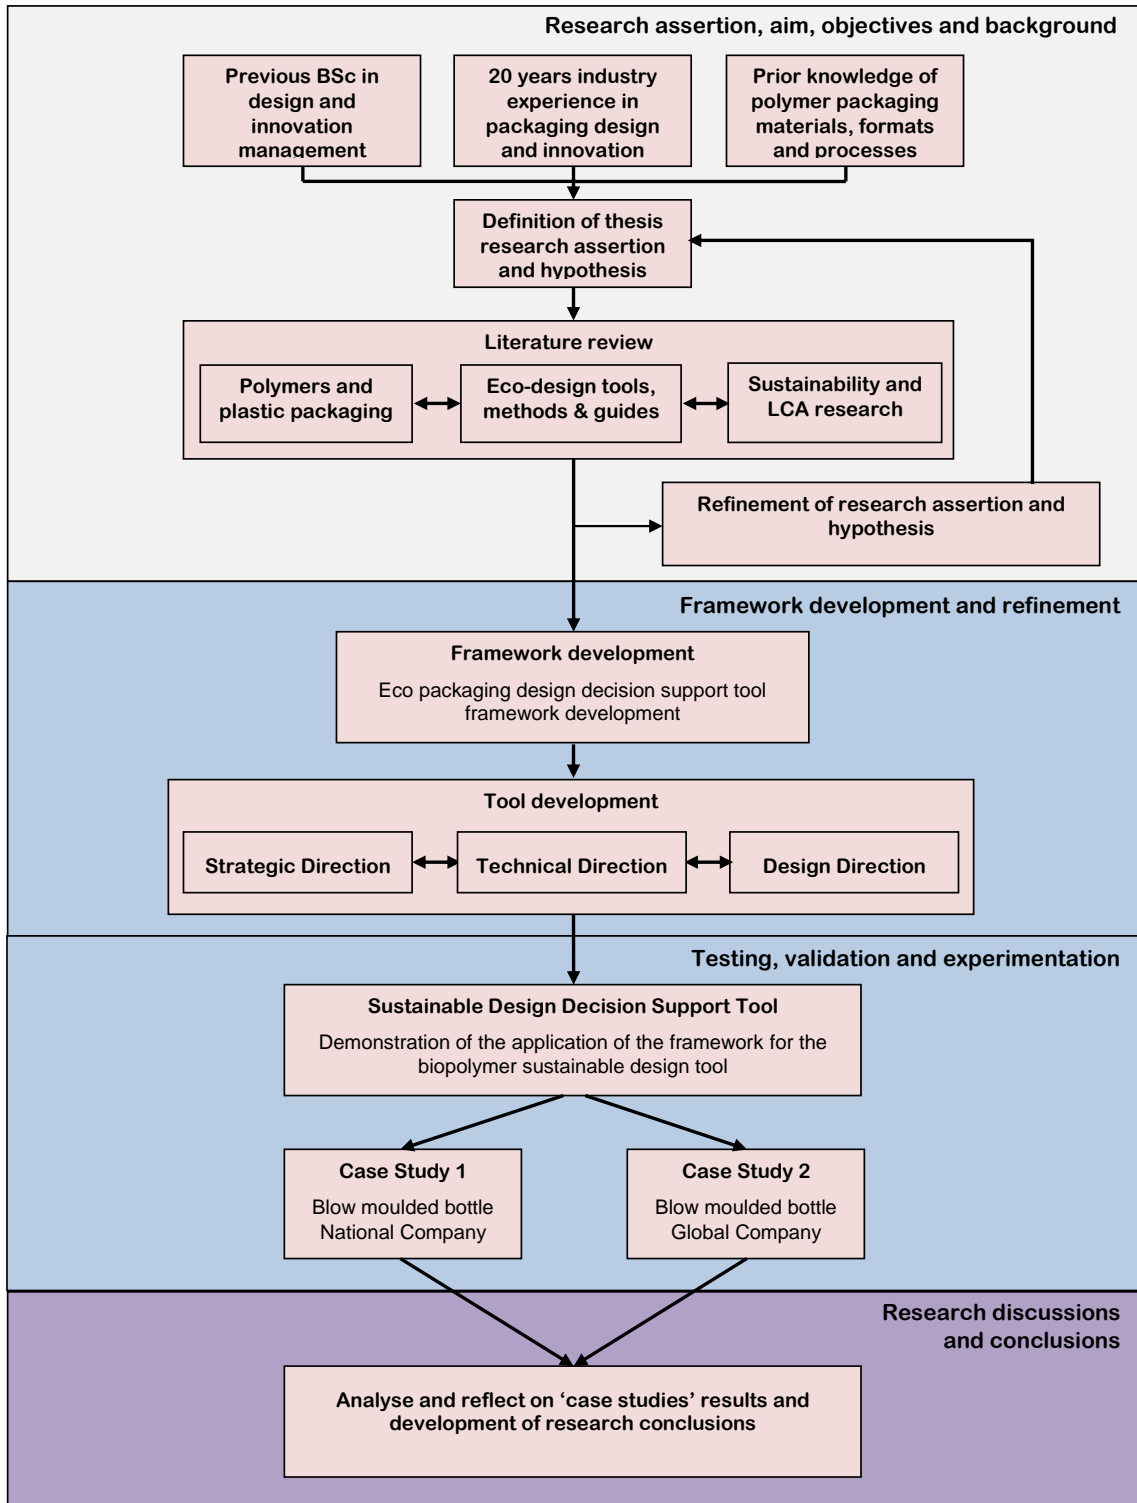 Research assertion, aim, objectives and background
Previous BSc in
design and
innovation
management
20 years industry
experience in
packaging design
and innovation
Prior knowledge of
polymer packaging
materials, formats
and processes
Definition of thesis
research assertion
and hypothesis
Literature review
Polymers and
plastic packaging
Eco-design tools,
methods & guides
Sustainability and
LCA research
Refinement of research assertion and
hypothesis
Framework development and refinement
Framework development
Eco packaging design decision support tool
framework development
Tool development
Strategic Direction
Technical Direction
Design Direction
Testing, validation and experimentation
Sustainable Design Decision Support Tool
Demonstration of the application of the framework for the
biopolymer sustainable design tool
Case Study 1
Blow moulded bottle
National Company
Case Study 2
Blow moulded bottle
Global Company
Research discussions
and conclusions
Analyse and reflect on ‘case studies’ results and
development of research conclusions